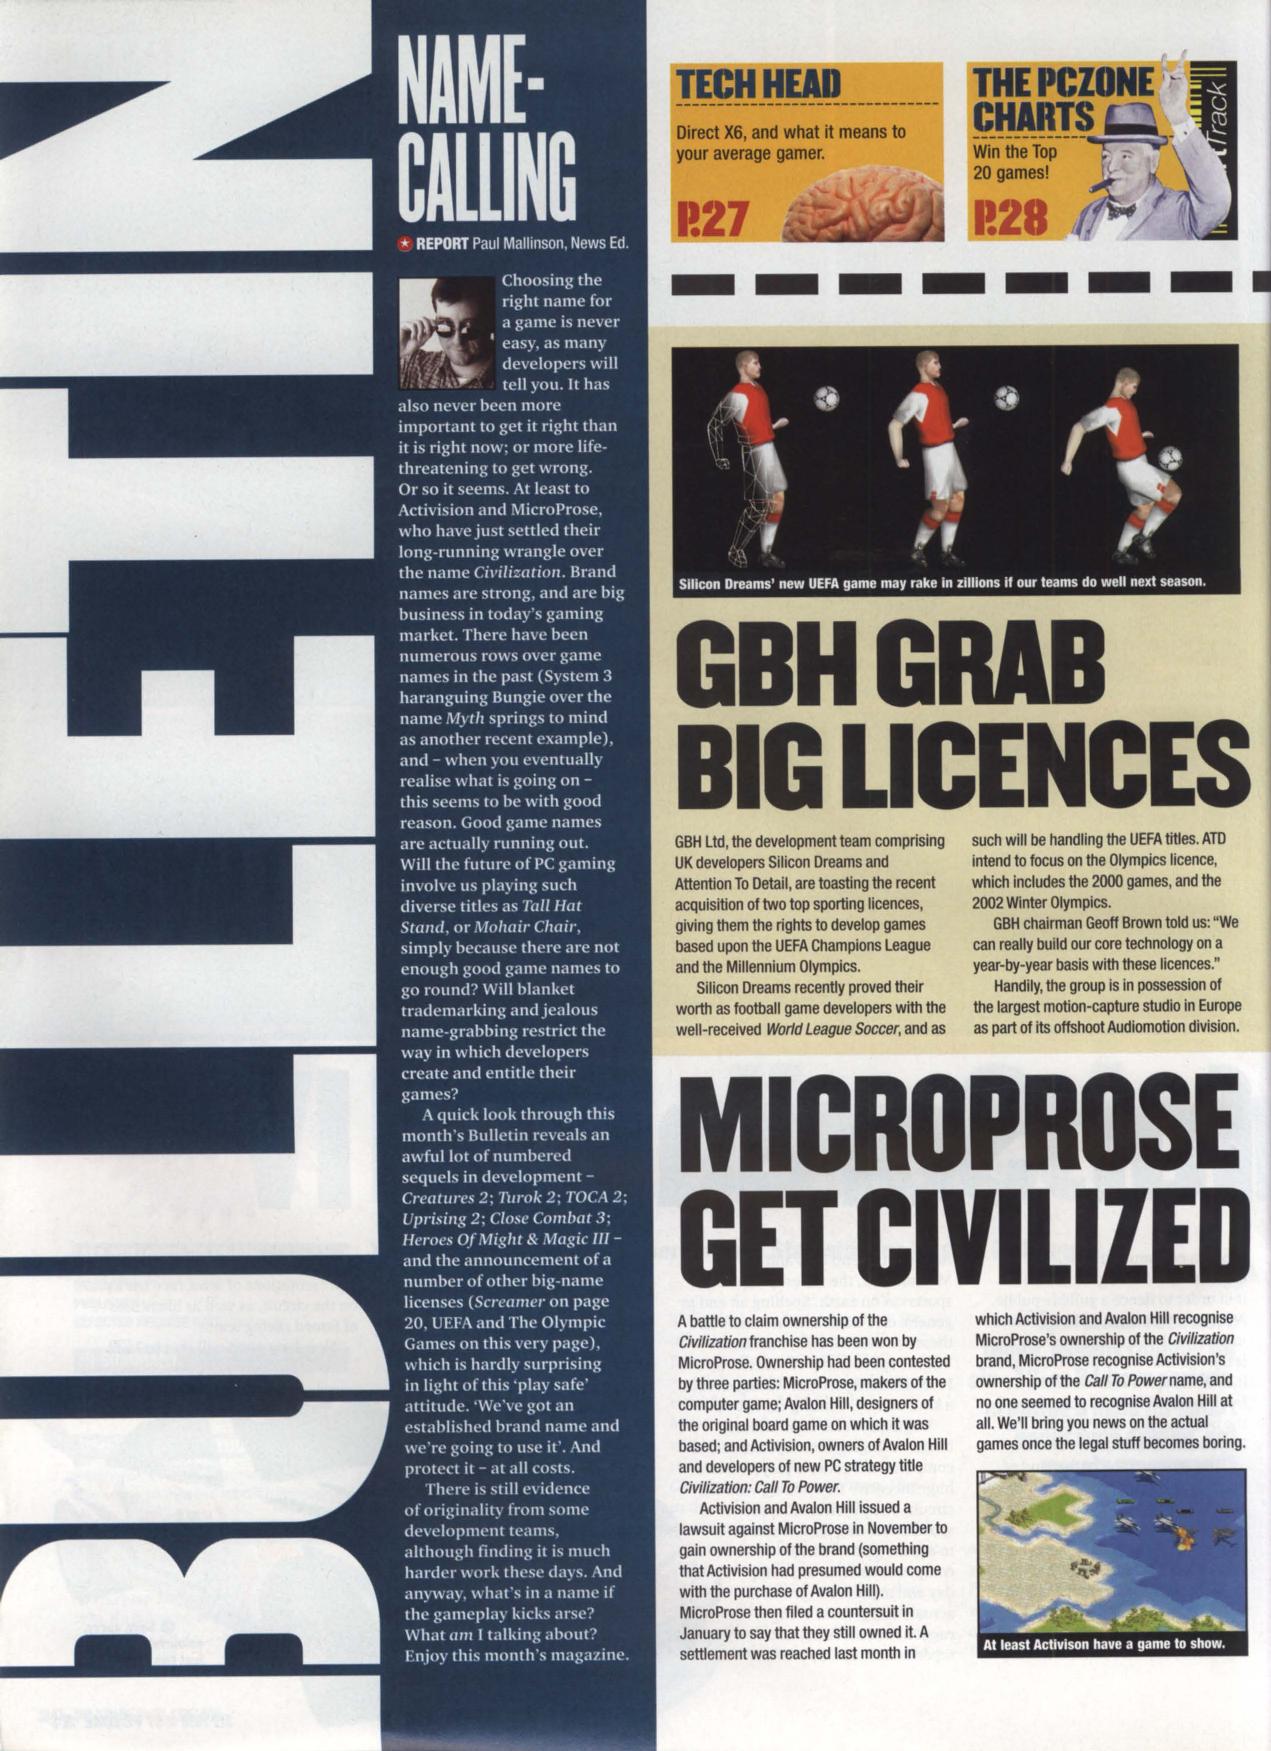 BULLETIN
NAME-
CALLING
REPORT Paul Mallinson, News Ed.
Choosing the
right name for
a game is never
easy, as many
developers will
tell you. It has
also never been more
important to get it right than
it is right now; or more life-
threatening to get wrong.
Or so it seems. At least to
Activision and MicroProse,
who have just settled their
long-running wrangle over
the name Civilization. Brand
names are strong, and are big
business in today's gaming
market. There have been
numerous rows over game
names in the past (System 3
haranguing Bungie over the
name Myth springs to mind
as another recent example),
and – when you eventually
realise what is going on –
this seems to be with good
reason. Good game names
are actually running out.
Will the future of PC gaming
involve us playing such
diverse titles as Tall Hat
Stand, or Mohair Chair,
simply because there are not
enough good game names to
go round? Will blanket
trademarking and jealous
name-grabbing restrict the
way in which developers
create and entitle their
games?
A quick look through this
month's Bulletin reveals an
awful lot of numbered
sequels in development –
Creatures 2; Turok 2; TOCA 2;
Uprising 2; Close Combat 3;
Heroes Of Might & Magic III –
and the announcement of a
number of other big-name
licenses (Screamer on page
20, UEFA and The Olympic
Games on this very page),
which is hardly surprising
in light of this 'play safe'
attitude. 'We've got an
established brand name and
we're going to use it'. And
protect it – at all costs.
There is still evidence
of originality from some
development teams,
although finding it is much
harder work these days. And
anyway, what's in a name if
the gameplay kicks arse?
What am I talking about?
Enjoy this month's magazine.
TECH HEAD
Direct X6, and what it means to
your average gamer.
P.27
THE PCZONE
CHARTS
Win the Top
20 games!
P.28
Track
Silicon Dreams' new UEFA game may rake in zillions if our teams do well next season.
GBH GRAB
BIG LICENCES
GBH Ltd, the development team comprising
UK developers Silicon Dreams and
Attention To Detail, are toasting the recent
acquisition of two top sporting licences,
giving them the rights to develop games
based upon the UEFA Champions League
and the Millennium Olympics.
Silicon Dreams recently proved their
worth as football game developers with the
well-received World League Soccer, and as
such will be handling the UEFA titles. ATD
intend to focus on the Olympics licence,
which includes the 2000 games, and the
2002 Winter Olympics.
GBH chairman Geoff Brown told us: "We
can really build our core technology on a
year-by-year basis with these licences."
Handily, the group is in possession of
the largest motion-capture studio in Europe
as part of its offshoot Audiomotion division.
MICROPROSE
GET CIVILIZED
A battle to claim ownership of the
Civilization franchise has been won by
MicroProse. Ownership had been contested
by three parties: MicroProse, makers of the
computer game; Avalon Hill, designers of
the original board game on which it was
based; and Activision, owners of Avalon Hill
and developers of new PC strategy title
Civilization: Call To Power.
Activision and Avalon Hill issued a
lawsuit against MicroProse in November to
gain ownership of the brand (something
that Activision had presumed would come
with the purchase of Avalon Hill).
MicroProse then filed a countersuit in
January to say that they still owned it. A
settlement was reached last month in
which Activision and Avalon Hill recognise
MicroProse's ownership of the Civilization
brand, MicroProse recognise Activision's
ownership of the Call To Power name, and
no one seemed to recognise Avalon Hill at
all. We'll bring you news on the actual
games once the legal stuff becomes boring.
At least Activison have a game to show.